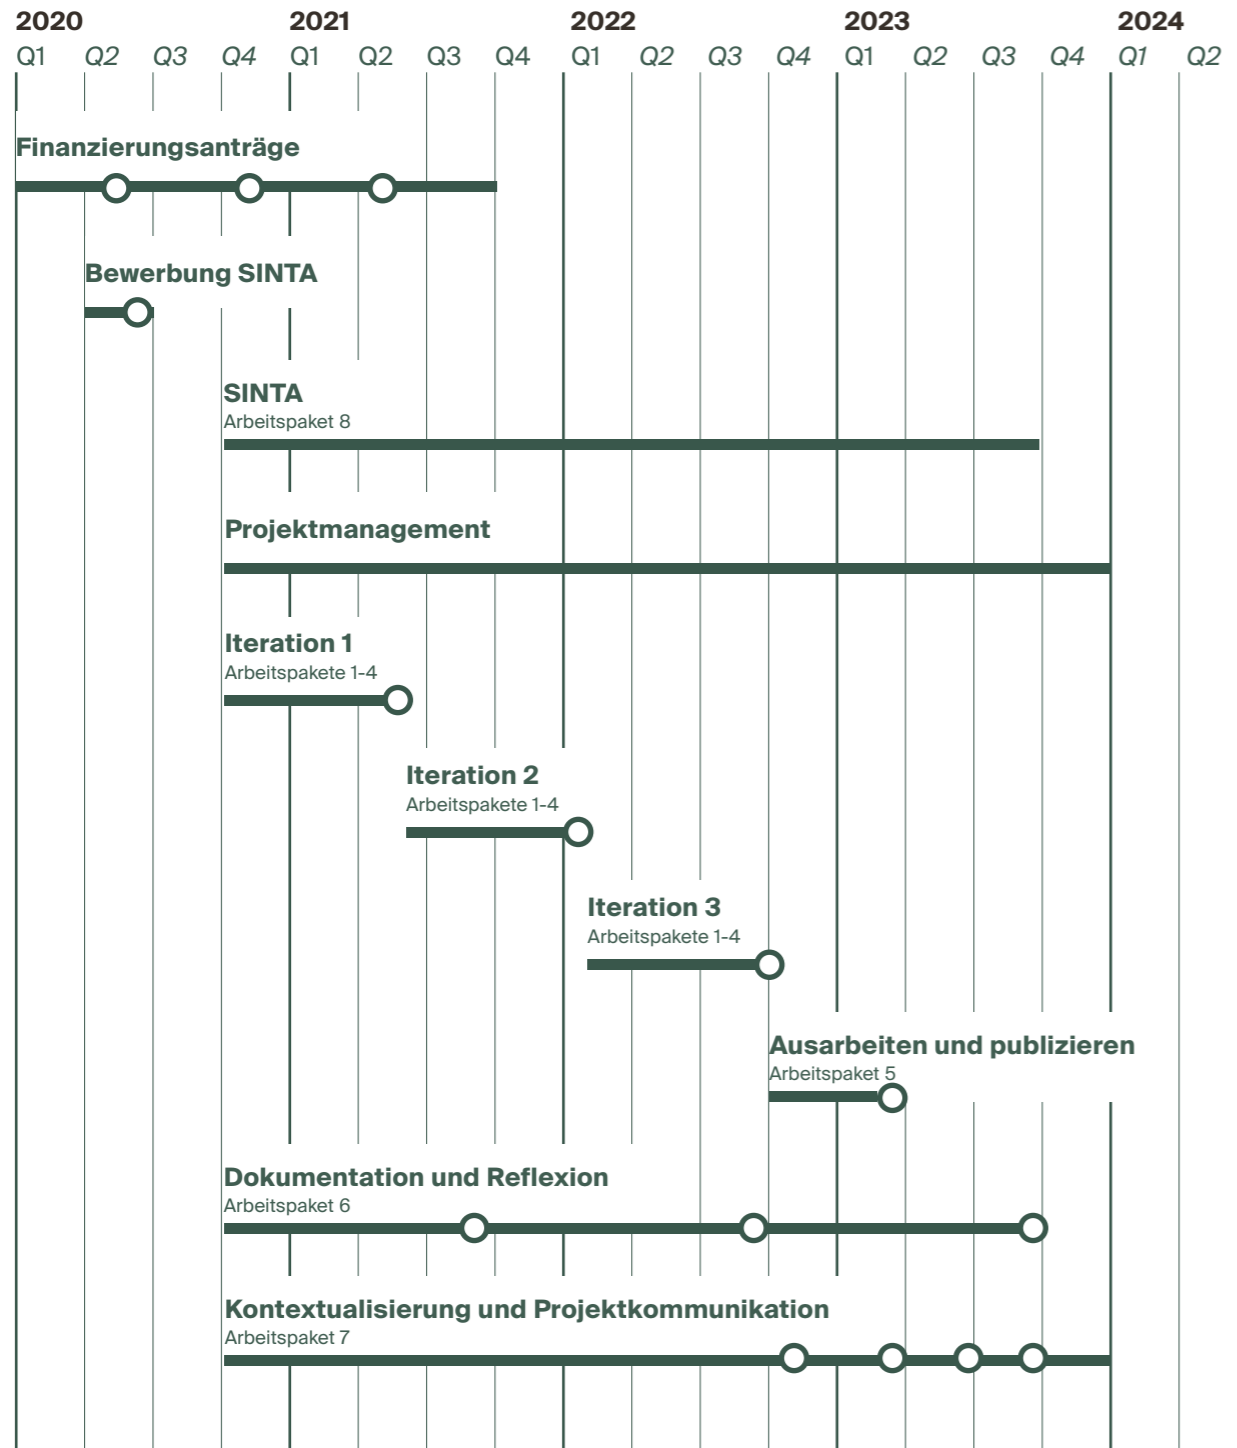 2020 2021 2022 2023 2024
Q1 Q2 Q3 Q4 Q1 Q2 Q3 Q4 Q1 Q2 Q3 Q4 Q1 Q2 Q3 Q4 Q1 Q2
Finanzierungsanträge
Bewerbung SINTA
SINTA
Arbeitspaket 8
Projektmanagement
Iteration 1
Arbeitspakete 1-4
Iteration 2
Arbeitspakete 1-4
Iteration 3
Arbeitspakete 1-4
Ausarbeiten und publizieren
Arbeitspaket 5
Dokumentation und Reflexion
Arbeitspaket 6
Kontextualisierung und Projektkommunikation
Arbeitspaket 7